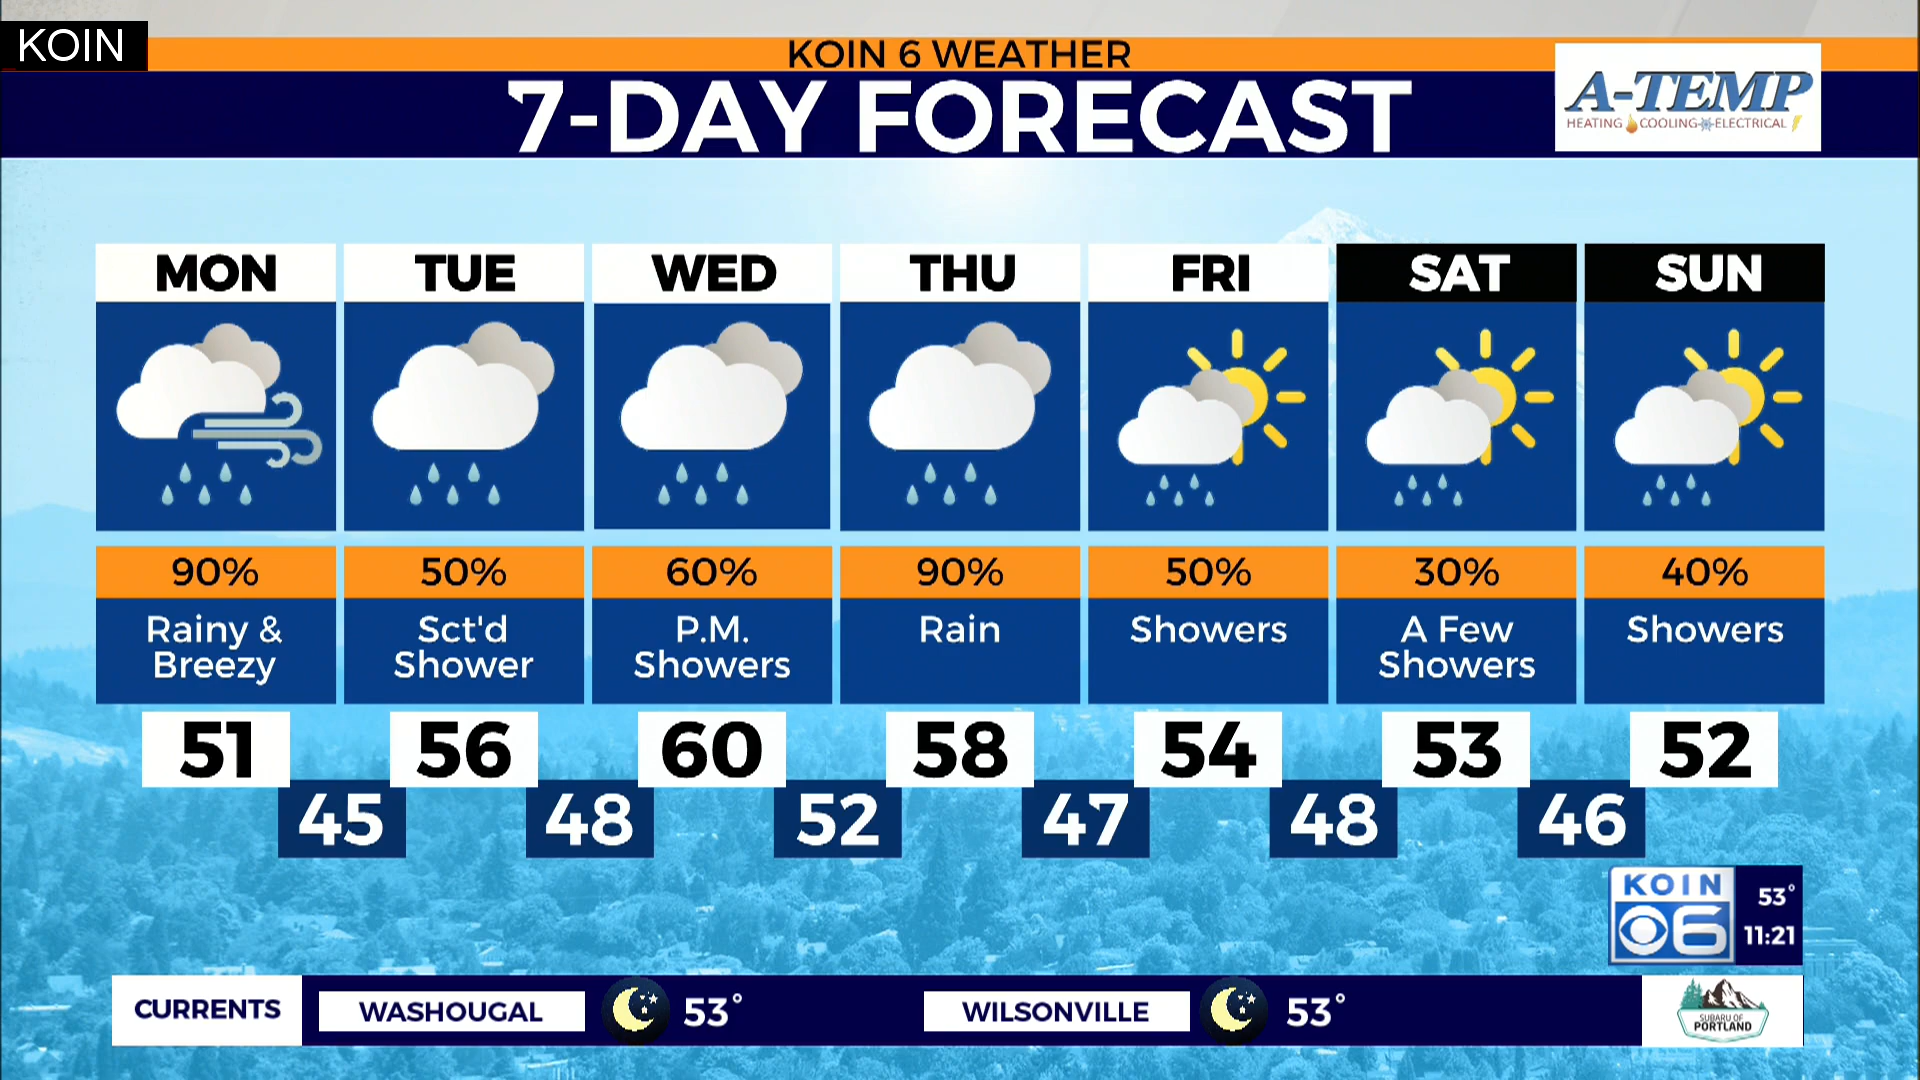 KOIN
KOIN 6 WEATHER
7-DAY FORECAST
A-TEMP
HEATING COOLING ELECTRICAL
MON TUE WED THU FRI SAT SUN
90% 50% 60% 90% 50% 30% 40%
Rainy & Sct'd P.M. Rain Showers A Few Showers
Breezy Shower Showers Showers
51 56 60 58 54 53 52
45 48 52 47 48 46
KOIN 53°
6 11:21
CURRENTS WASHOUGAL 53° WILSONVILLE 53°
SUBARU OF
PORTLAND